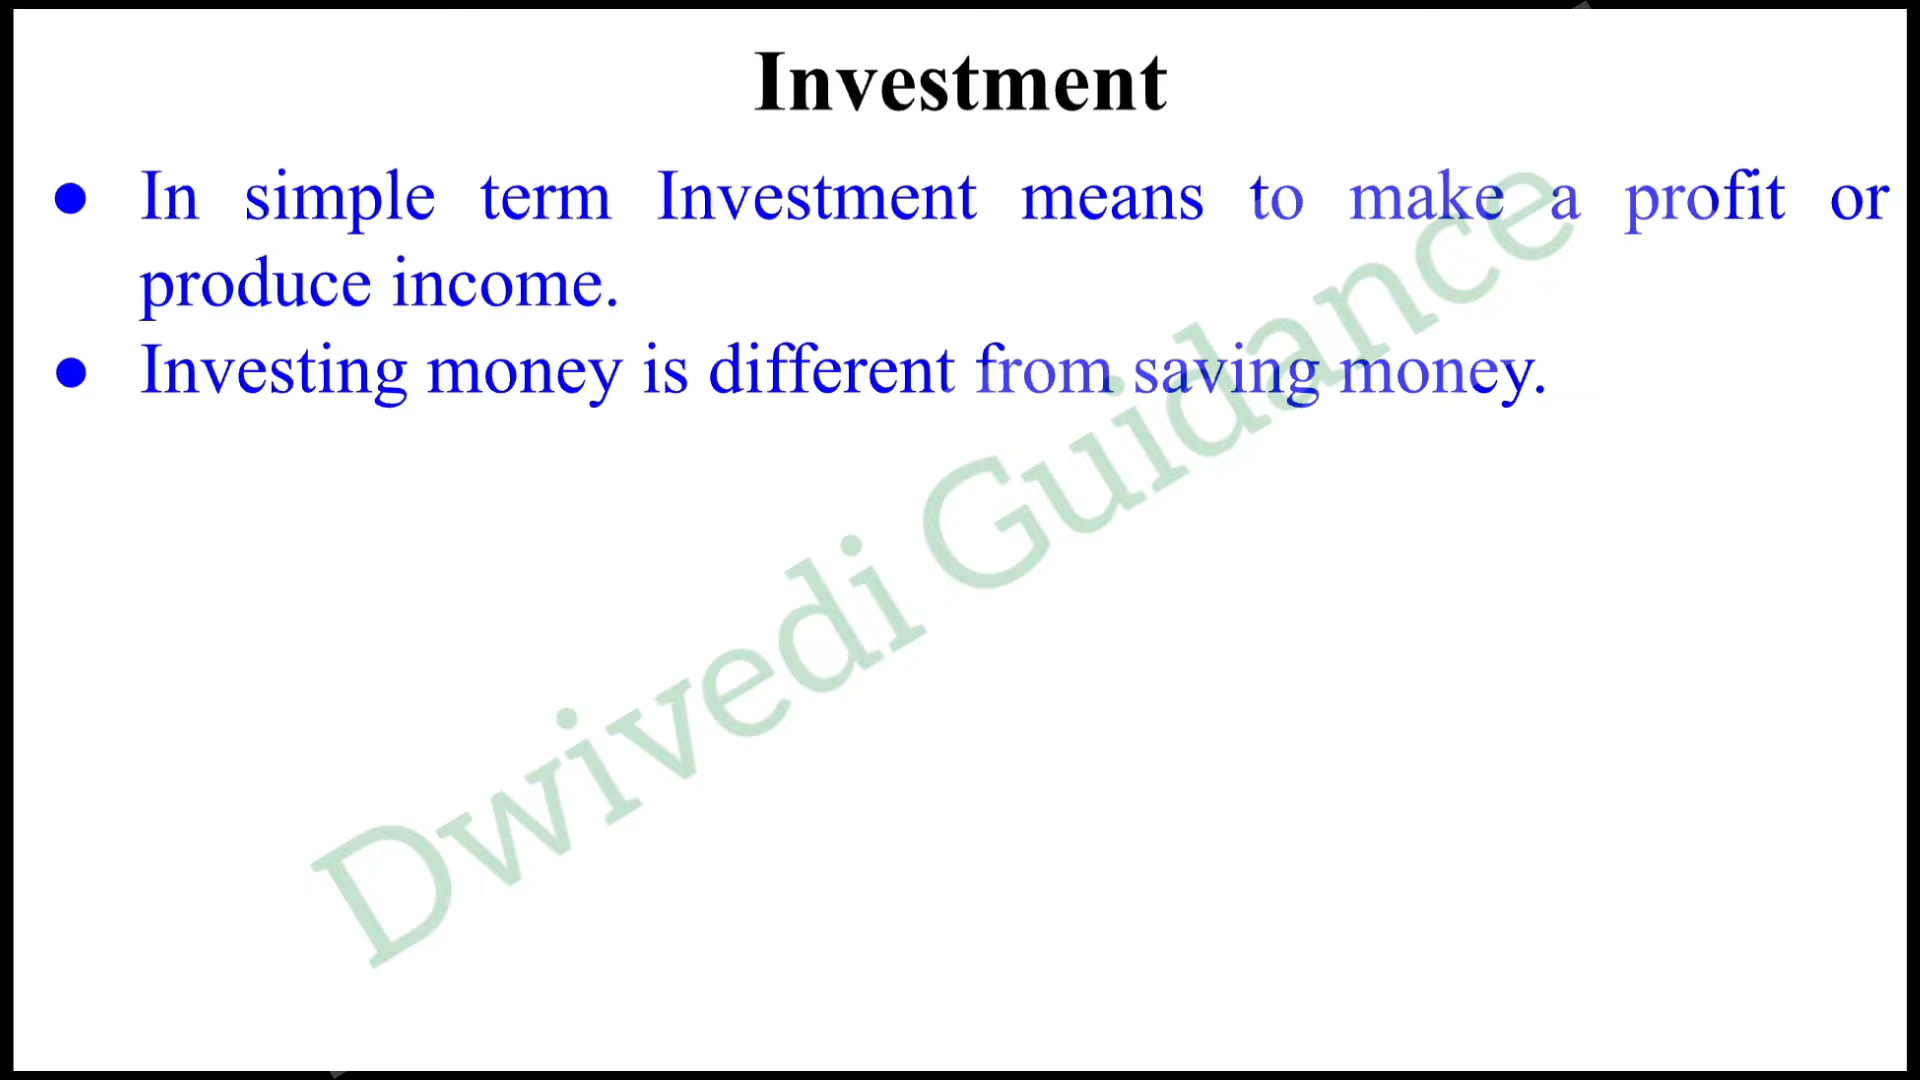 Investment
● In simple term Investment means to make a profit or
produce income.
● Investing money is different from saving money.
Dwivedi Guidance